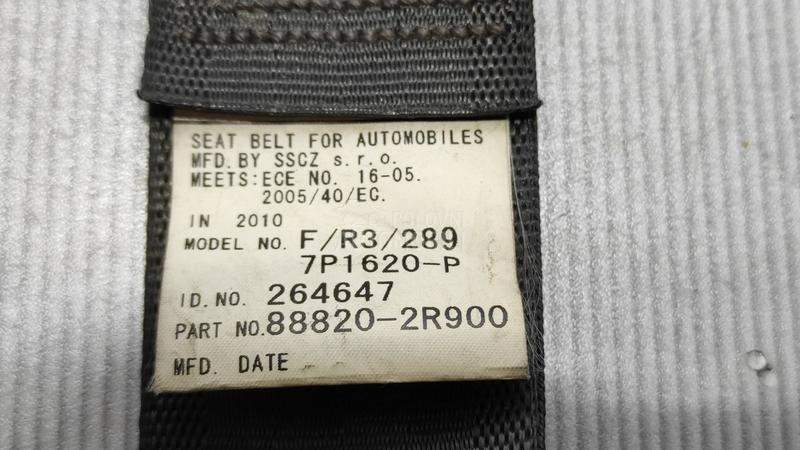 SEAT BELT FOR AUTOMOBILES
MFD. BY SSCZ s.r.o.
MEETS:ECE NO. 16-05.
2005/40/EC.
IN 2010
MODEL NO. F/R3/289
7P1620-P
ID.NO. 264647
PART NO.88820-2R900
MFD. DATE